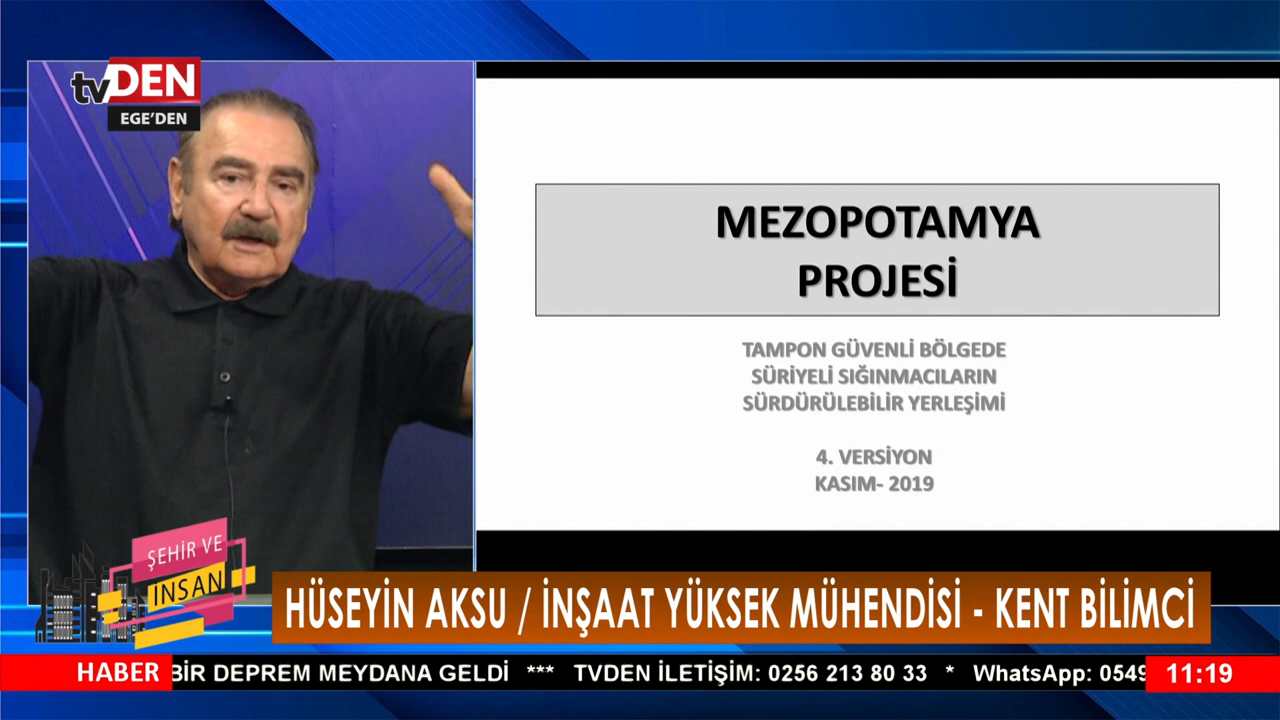 tvDEN
EGE'DEN
MEZOPOTAMYA
PROJESİ
TAMPON GÜVENLİ BÖLGEDE
SÜRİYELİ SIĞINMACILARIN
SÜRDÜRÜLEBİLİR YERLEŞİMİ
4. VERSİYON
KASIM- 2019
ŞEHİR VE
INSAN
HÜSEYİN AKSU / İNŞAAT YÜKSEK MÜHENDİSİ - KENT BİLİMCİ
HABER BİR DEPREM MEYDANA GELDİ *** TVDEN İLETİŞİM: 0256 213 80 33 * WhatsApp: 0549 11:19